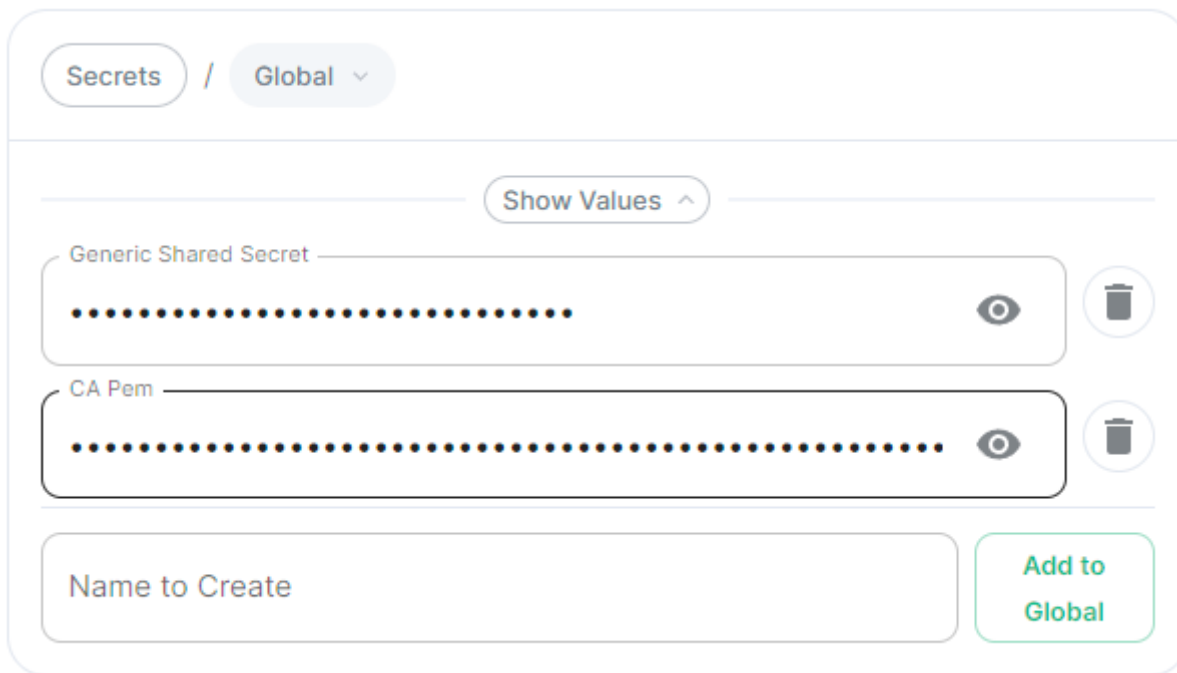 Secrets / Global
Show Values
Generic Shared Secret
••••••••••••••••••••••••••••••
CA Pem
••••••••••••••••••••••••••••••••••••••••••••••••••••
Name to Create
Add to
Global